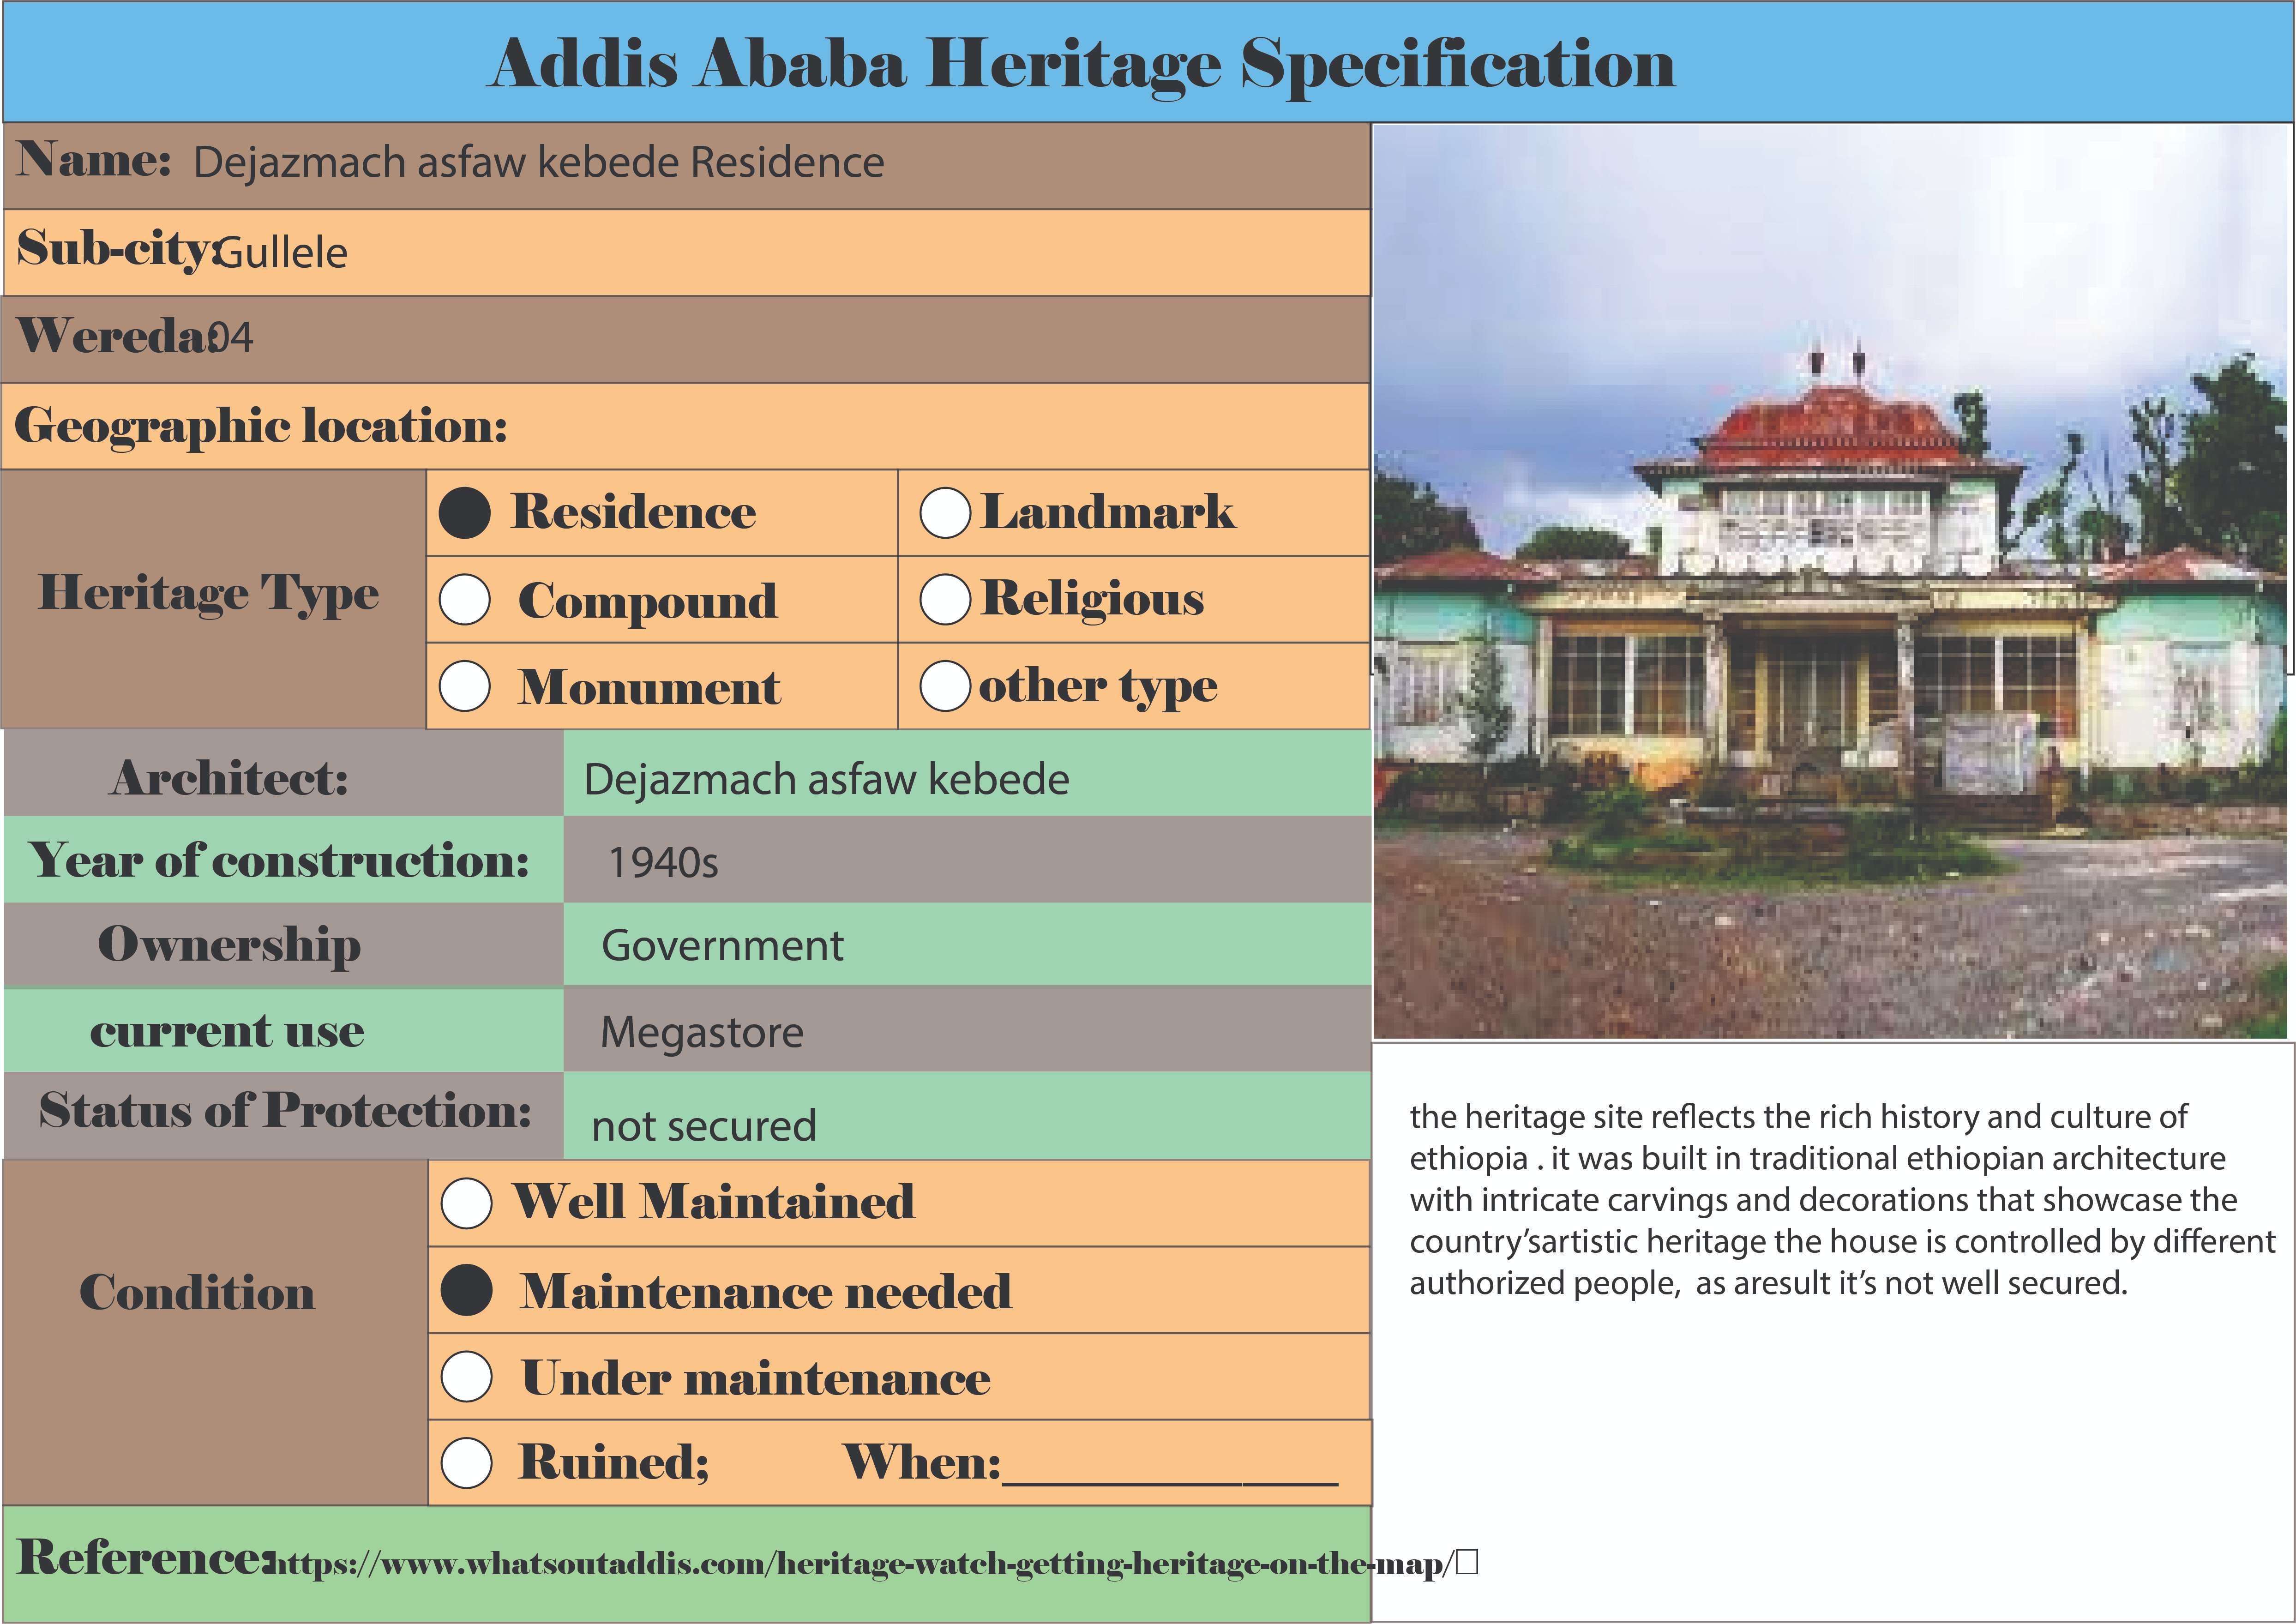 Addis Ababa Heritage Specification
Name: Dejazmach asfaw kebede Residence
Sub-city: Gullele
Wereda: 04
Geographic location:
Heritage Type
Residence
Landmark
Compound
Religious
Monument
other type
Architect: Dejazmach asfaw kebede
Year of construction: 1940s
Ownership Government
current use Megastore
Status of Protection: not secured
Condition
Well Maintained
Maintenance needed
Under maintenance
Ruined; When:
Reference: https://www.whatsoutaddis.com/heritage-watch-getting-heritage-on-the-map/
the heritage site reflects the rich history and culture of
ethiopia . it was built in traditional ethiopian architecture
with intricate carvings and decorations that showcase the
country’sartistic heritage the house is controlled by different
authorized people, as aresult it’s not well secured.